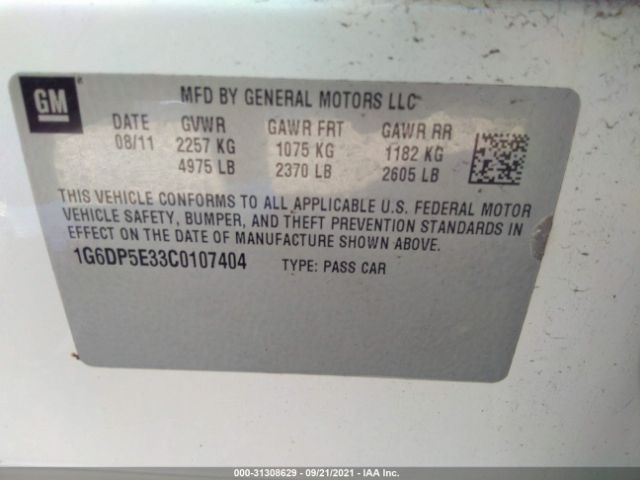 GM
MFD BY GENERAL MOTORS LLC
DATE GVWR GAWR FRT GAWR RR
08/11 2257 KG 1075 KG 1182 KG
4975 LB 2370 LB 2605 LB
THIS VEHICLE CONFORMS TO ALL APPLICABLE U.S. FEDERAL MOTOR
VEHICLE SAFETY, BUMPER, AND THEFT PREVENTION STANDARDS IN
EFFECT ON THE DATE OF MANUFACTURE SHOWN ABOVE.
1G6DP5E33C0107404 TYPE: PASS CAR
000-31308629 - 09/21/2021 - IAA Inc.